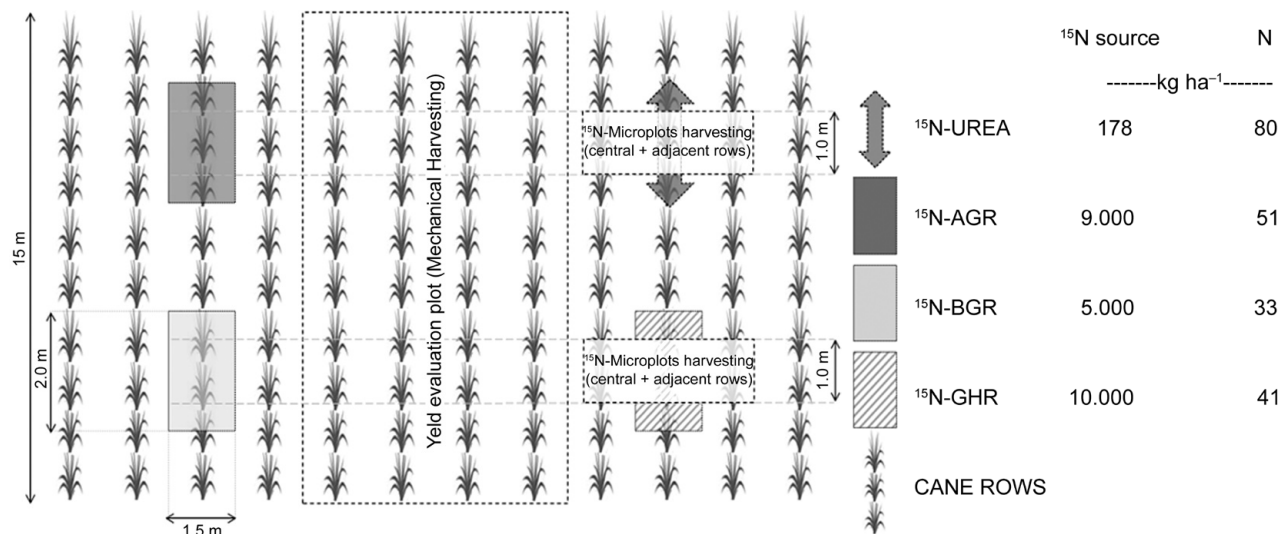 15 m
2.0 m
1.5 m
Yeld evaluation plot (Mechanical Harvesting)
¹⁵N-Microplots harvesting
(central + adjacent rows)
1.0 m
¹⁵N-Microplots harvesting
(central + adjacent rows)
1.0 m
¹⁵N source N
-------kg ha⁻¹-------
¹⁵N-UREA 178 80
¹⁵N-AGR 9.000 51
¹⁵N-BGR 5.000 33
¹⁵N-GHR 10.000 41
CANE ROWS